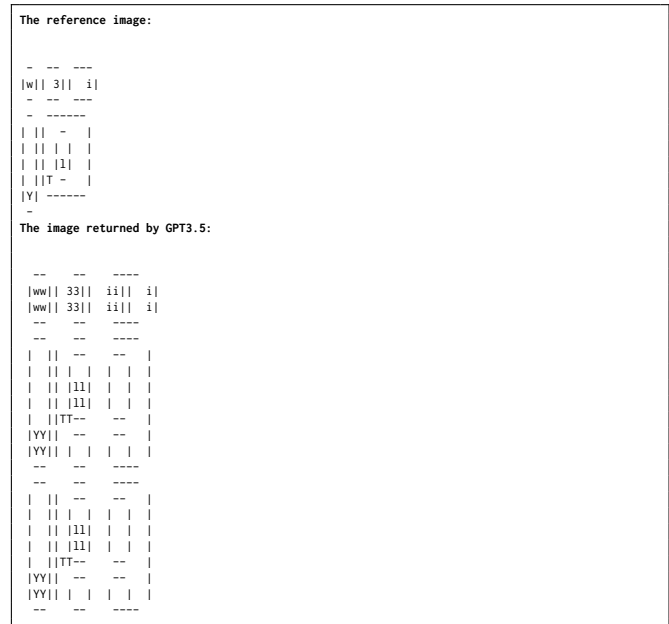 The reference image:
 -  --  ---
|w|| 3||  i|
 -  --  ---
 -  ------
| ||  -   |
| || | |  |
| || |l|  |
| ||T -   |
|Y| ------
 -
The image returned by GPT3.5:
  --    --    ----
 |ww|| 33||  ii||  i|
 |ww|| 33||  ii||  i|
  --    --    ----
  --    --    ----
 |  ||  --    --   |
 |  || |  |  |  |  |
 |  || |ll|  |  |  |
 |  || |ll|  |  |  |
 |  ||TT--    --   |
 |YY||  --    --   |
 |YY|| |  |  |  |  |
  --    --    ----
  --    --    ----
 |  ||  --    --   |
 |  || |  |  |  |  |
 |  || |ll|  |  |  |
 |  || |ll|  |  |  |
 |  ||TT--    --   |
 |YY||  --    --   |
 |YY|| |  |  |  |  |
  --    --    ----